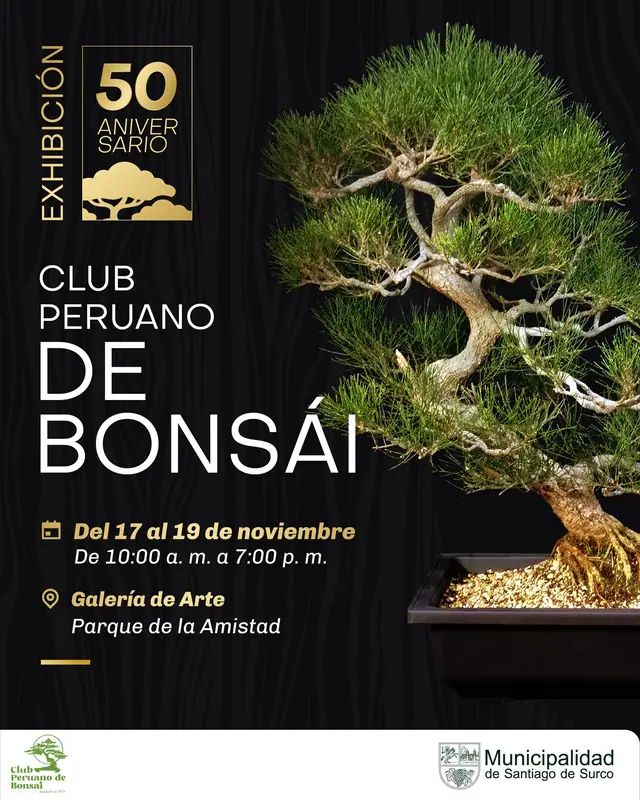 EXHIBICIÓN
50
ANIVER
SARIO
CLUB
PERUANO
DE
BONSÁI
Del 17 al 19 de noviembre
De 10:00 a. m. a 7:00 p. m.
Galería de Arte
Parque de la Amistad
Club
Peruano de
Bonsai
Municipalidad
de Santiago de Surco